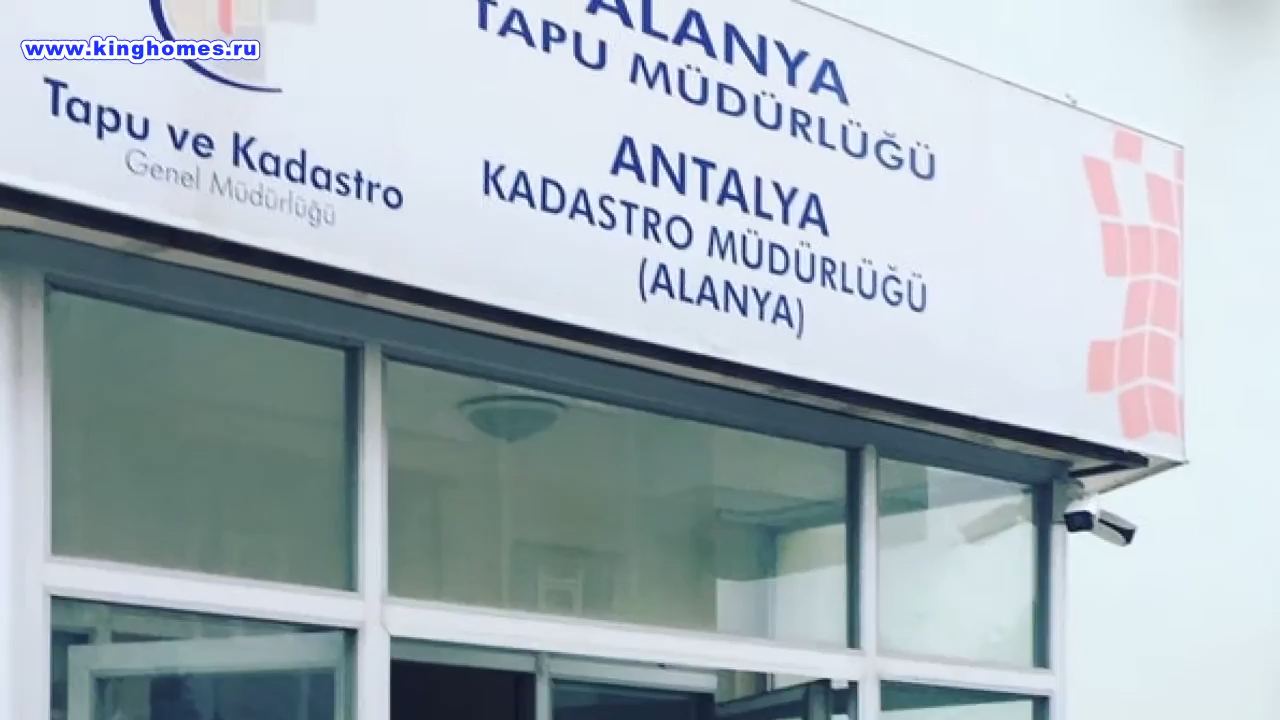 www.kinghomes.ru
Tapu ve Kadastro
Genel Müdürlüğü
ALANYA
TAPU MÜDÜRLÜĞÜ
ANTALYA
KADASTRO MÜDÜRLÜĞÜ
(ALANYA)